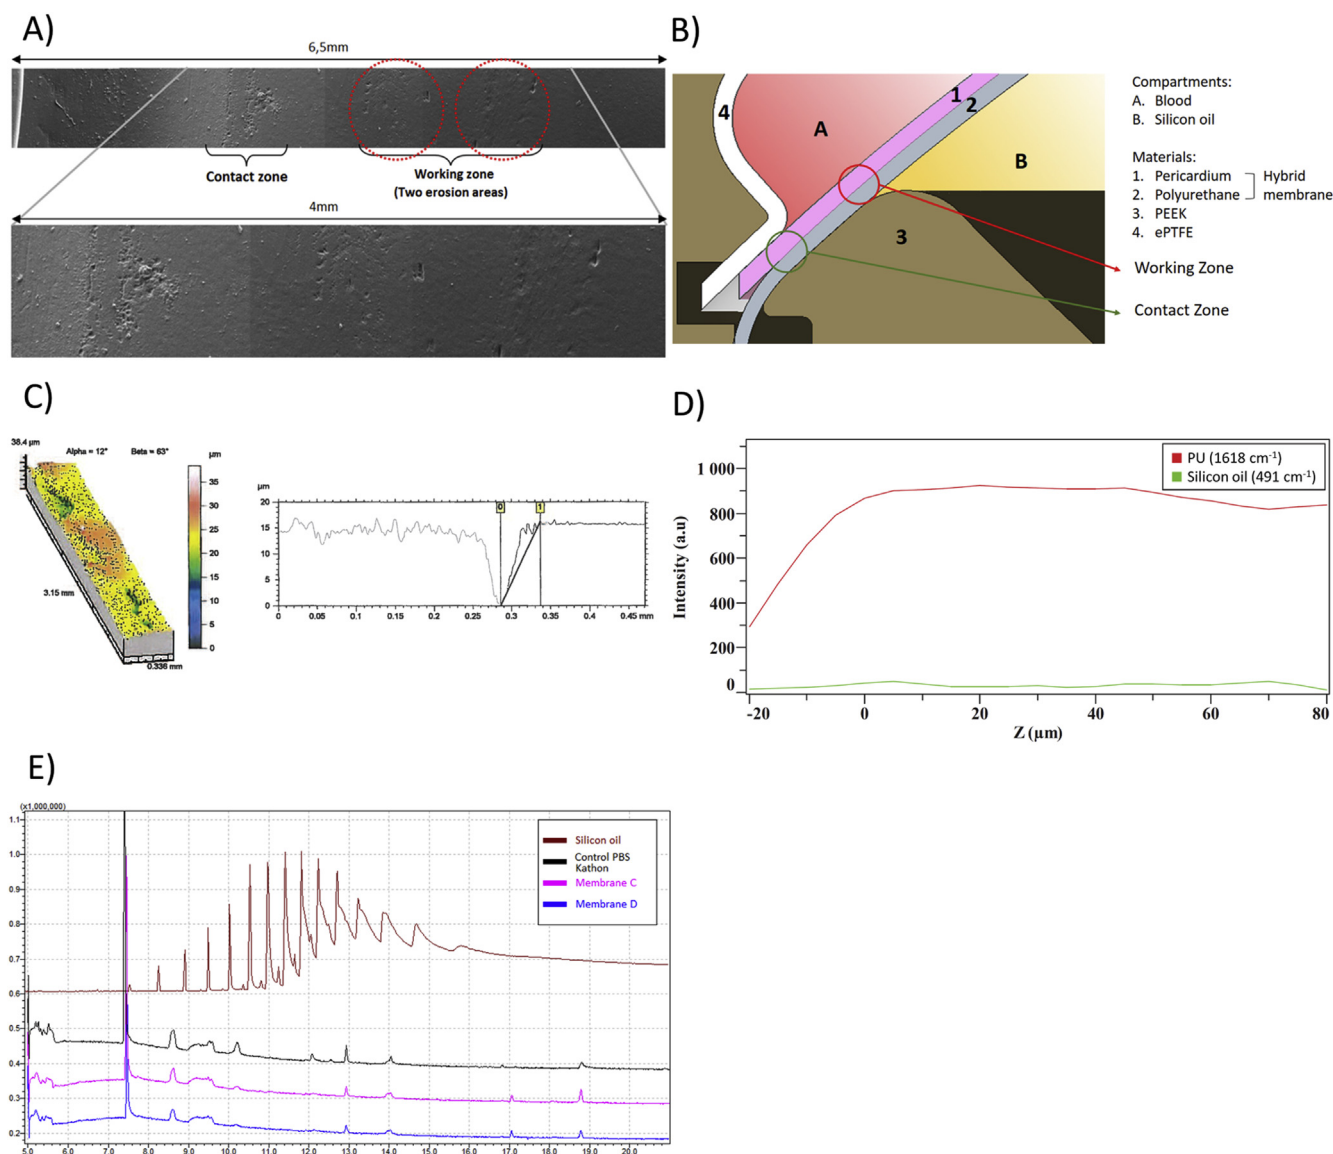 A)
6,5mm
Contact zone
Working zone
(Two erosion areas)
4mm
B)
4
A
1
2
B
3
Compartments:
A. Blood
B. Silicon oil
Materials:
1. Pericardium
2. Polyurethane
Hybrid
membrane
3. PEEK
4. ePTFE
Working Zone
Contact Zone
C)
38.4 µm
Alpha = 12° Beta = 63°
µm
35
30
25
20
15
10
5
0
3.15 mm
0.336 mm
µm
20
15
10
5
0
0 1
0 0.05 0.1 0.15 0.2 0.25 0.3 0.35 0.4 0.45 mm
D)
PU (1618 cm⁻¹)
Silicon oil (491 cm⁻¹)
Intensity (a.u)
1 000
800
600
400
200
0
-20 0 20 40 60 80
Z (µm)
E)
(x1,000,000)
Silicon oil
Control PBS
Kathon
Membrane C
Membrane D
1.1
1.0
0.9
0.8
0.7
0.6
0.5
0.4
0.3
0.2
5.0 6.0 7.0 8.0 9.0 10.0 11.0 12.0 13.0 14.0 15.0 16.0 17.0 18.0 19.0 20.0